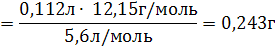 = 0,112л · 12,15г/моль / 5,6л/моль = 0,243г